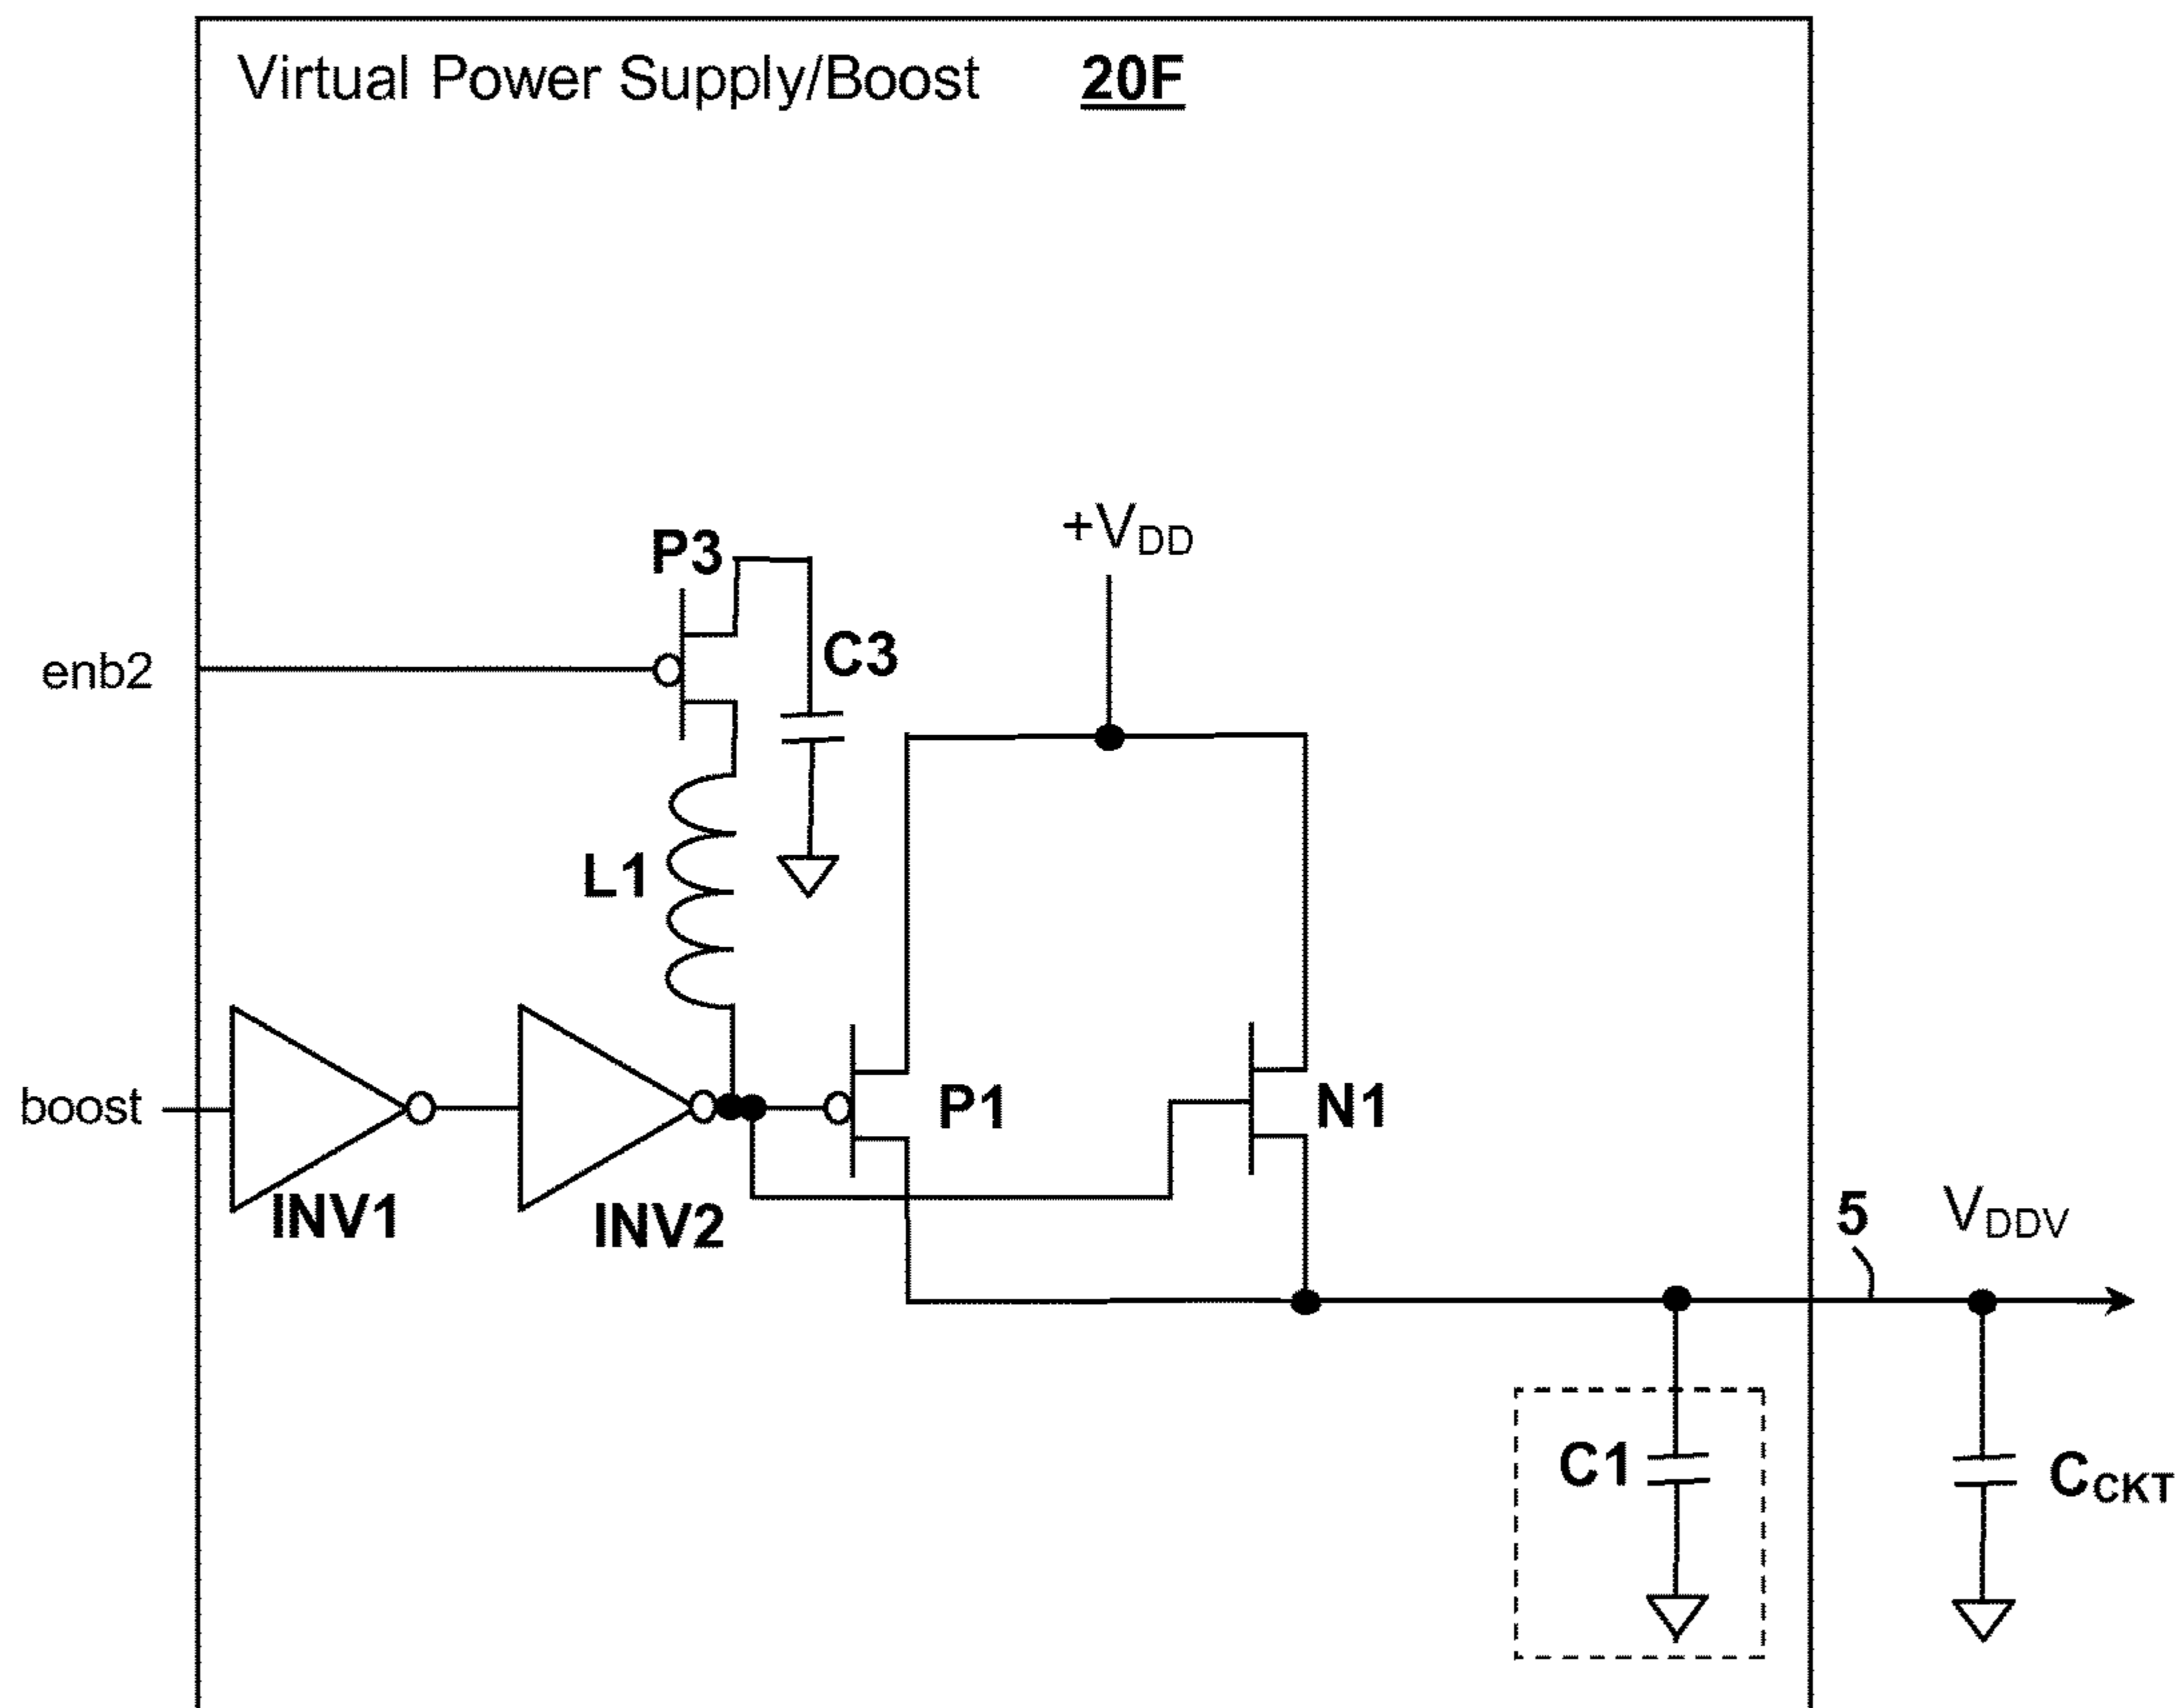 Virtual Power Supply/Boost 20F
+VDD
P3
C3
enb2
L1
boost
P1
N1
INV1
INV2
5
VDDV
C1
CCKT